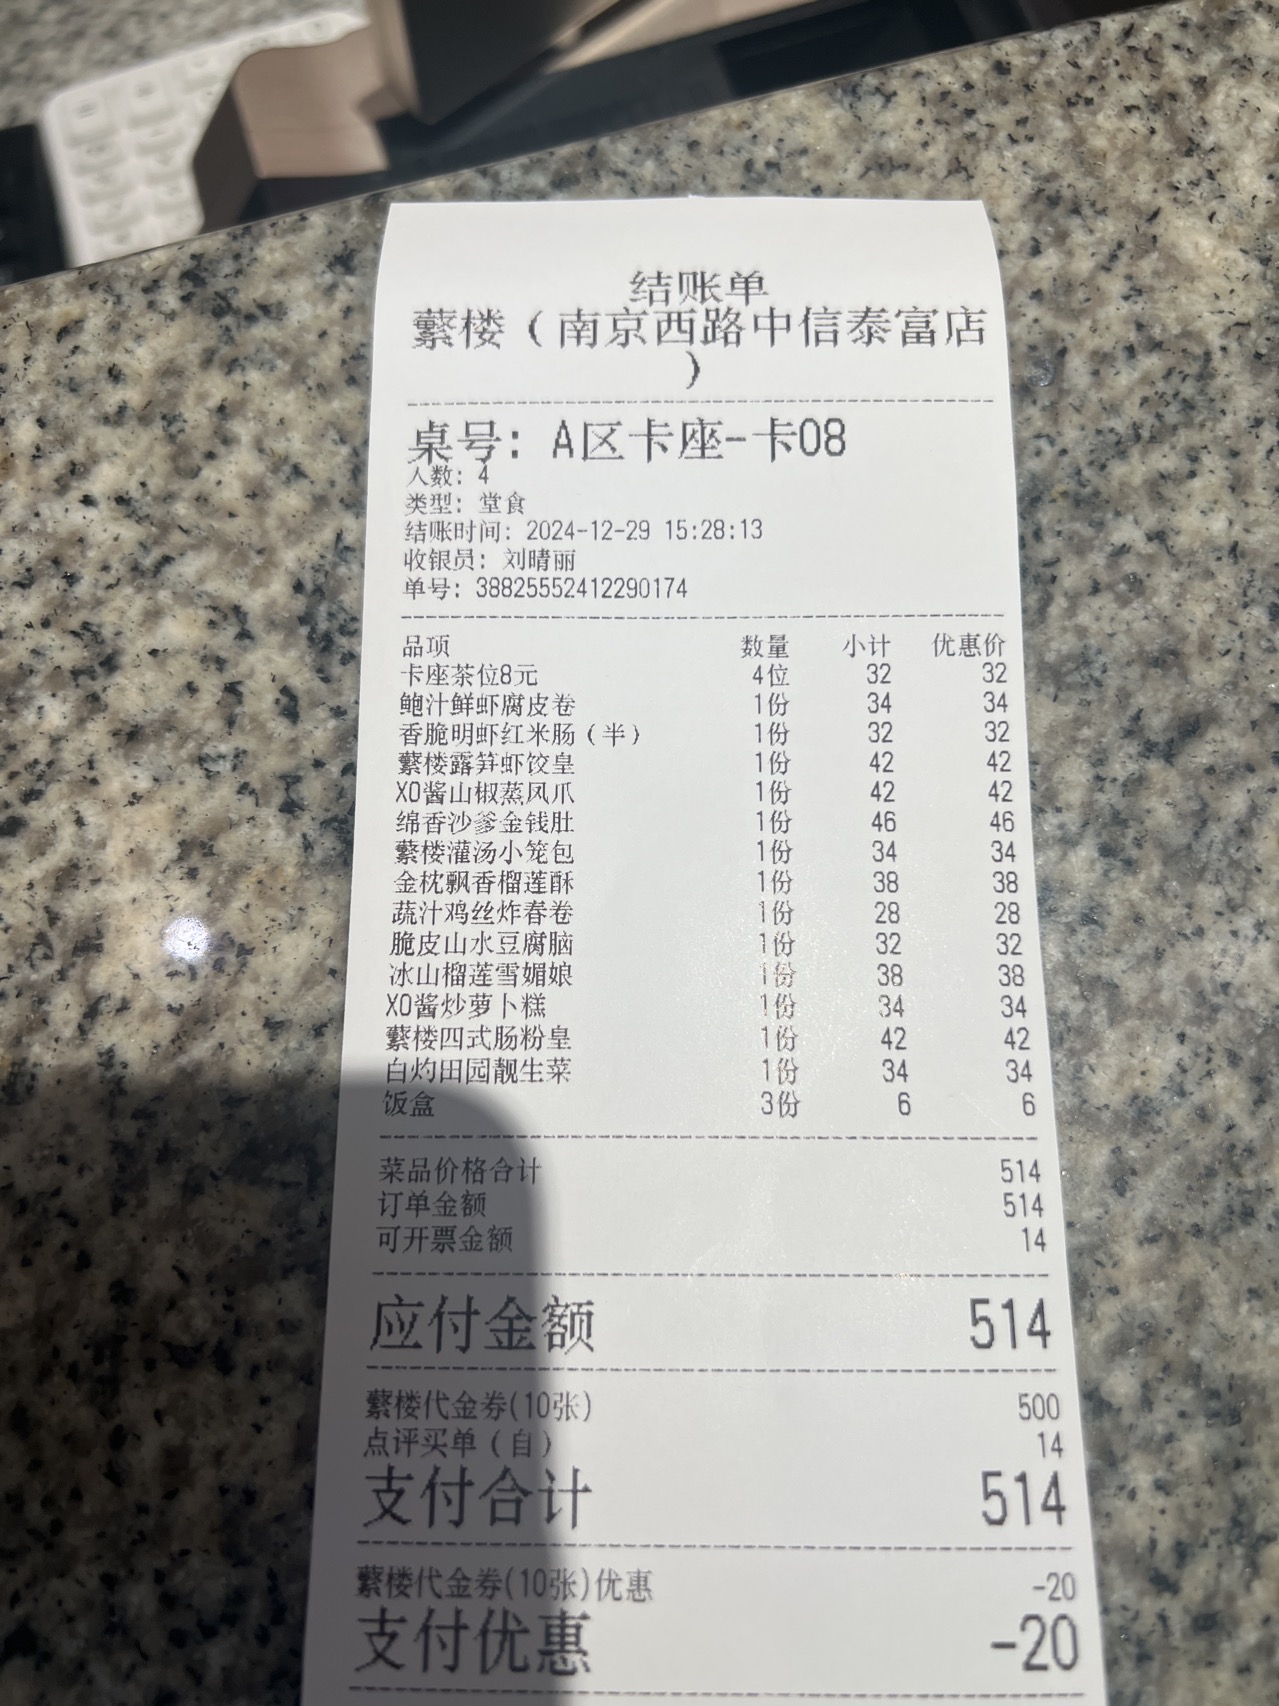 结账单
蘩楼（南京西路中信泰富店
）
桌号：A区卡座-卡08
人数：4
类型：堂食
结账时间：2024-12-29 15:28:13
收银员：刘晴丽
单号：38825552412290174
品项 数量 小计 优惠价
卡座茶位8元 4位 32 32
鲍汁鲜虾腐皮卷 1份 34 34
香脆明虾红米肠（半） 1份 32 32
蘩楼露笋虾饺皇 1份 42 42
XO酱山椒蒸凤爪 1份 42 42
绵香沙爹金钱肚 1份 46 46
蘩楼灌汤小笼包 1份 34 34
金枕飘香榴莲酥 1份 38 38
蔬汁鸡丝炸春卷 1份 28 28
脆皮山水豆腐脑 1份 32 32
冰山榴莲雪媚娘 1份 38 38
XO酱炒萝卜糕 1份 34 34
蘩楼四式肠粉皇 1份 42 42
白灼田园靓生菜 1份 34 34
饭盒 3份 6 6
菜品价格合计 514
订单金额 514
可开票金额 14
应付金额 514
蘩楼代金券(10张) 500
点评买单（自） 14
支付合计 514
蘩楼代金券(10张)优惠 -20
支付优惠 -20